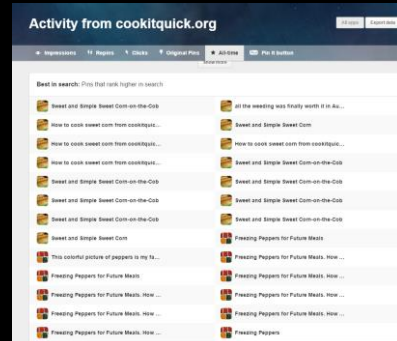 Activity from cookitquick.org
All apps Export data
Impressions Repins Clicks Original Pins All-time Pin It button
Show more
Best in search: Pins that rank higher in search
Sweet and Simple Sweet Corn-on-the-Cob all the weeding was finally worth it in Au...
How to cook sweet corn from cookitquic... Sweet and Simple Sweet Corn
How to cook sweet corn from cookitquic... How to cook sweet corn from cookitquic...
How to cook sweet corn from cookitquic... Sweet and Simple Sweet Corn-on-the-Cob
Sweet and Simple Sweet Corn-on-the-Cob Sweet and Simple Sweet Corn-on-the-Cob
Sweet and Simple Sweet Corn-on-the-Cob Sweet and Simple Sweet Corn-on-the-Cob
Sweet and Simple Sweet Corn-on-the-Cob Sweet and Simple Sweet Corn-on-the-Cob
Sweet and Simple Sweet Corn Freezing Peppers for Future Meals
This colorful picture of peppers is my fa... Freezing Peppers for Future Meals. How ...
Freezing Peppers for Future Meals Freezing Peppers for Future Meals. How ...
Freezing Peppers for Future Meals. How ... Freezing Peppers for Future Meals. How ...
Freezing Peppers for Future Meals. How ... Freezing Peppers for Future Meals. How ...
Freezing Peppers for Future Meals. How ... Freezing Peppers